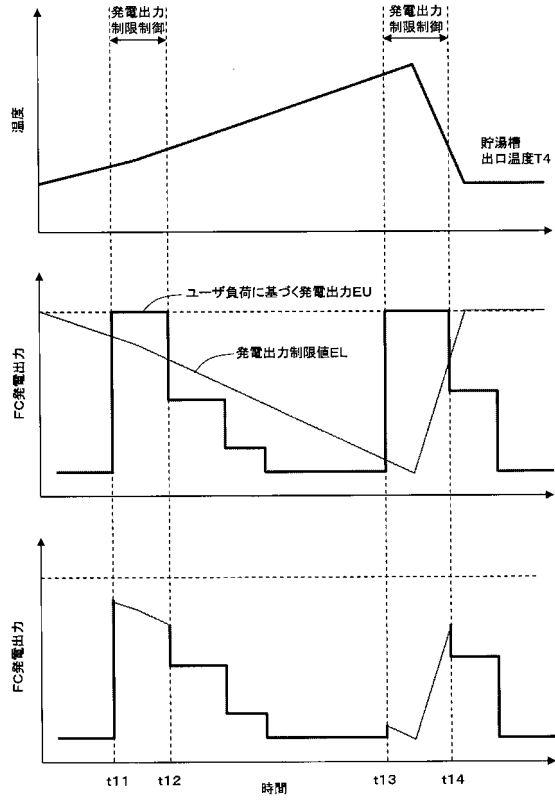 発電出力
制限制御
発電出力
制限制御
温度
貯湯槽
出口温度T4
ユーザ負荷に基づく発電出力EU
発電出力制限値EL
FC発電出力
FC発電出力
t11
t12
時間
t13
t14